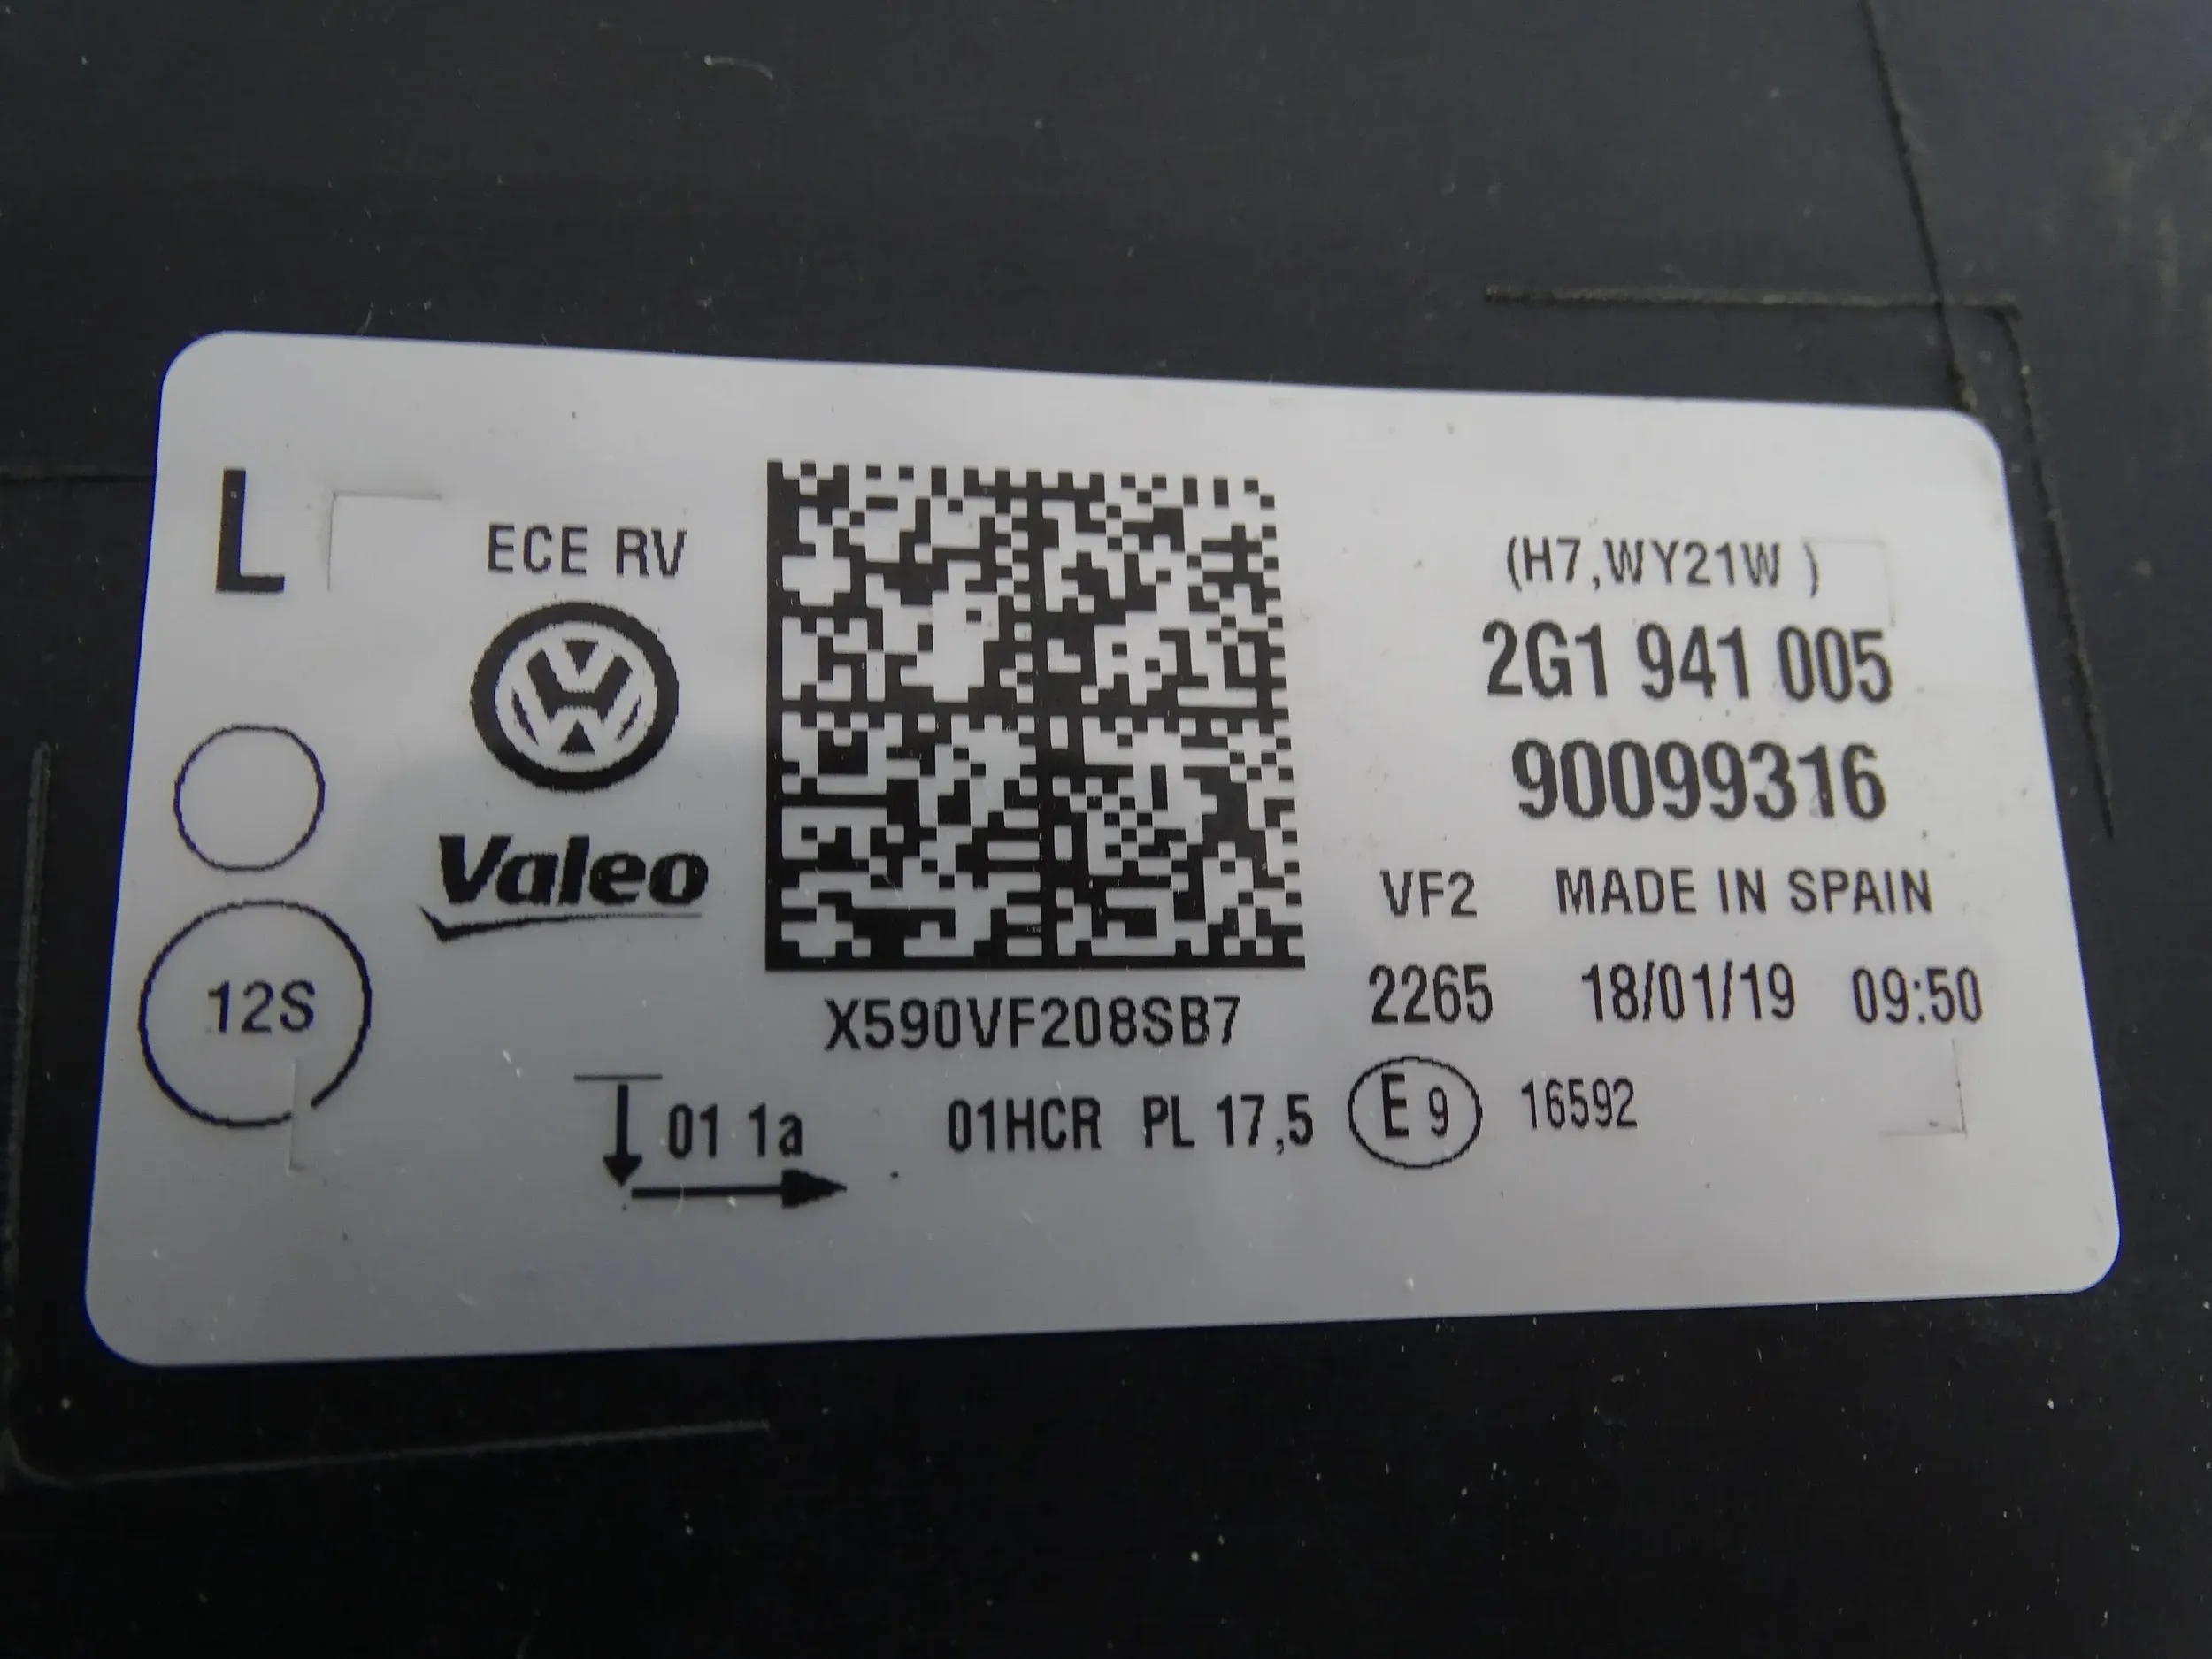 L
ECE RV
(H7,WY21W )
2G1 941 005
90099316
Valeo
VF2 MADE IN SPAIN
12S
X590VF208SB7
2265 18/01/19 09:50
01 1a
01HCR PL 17,5 E 9 16592